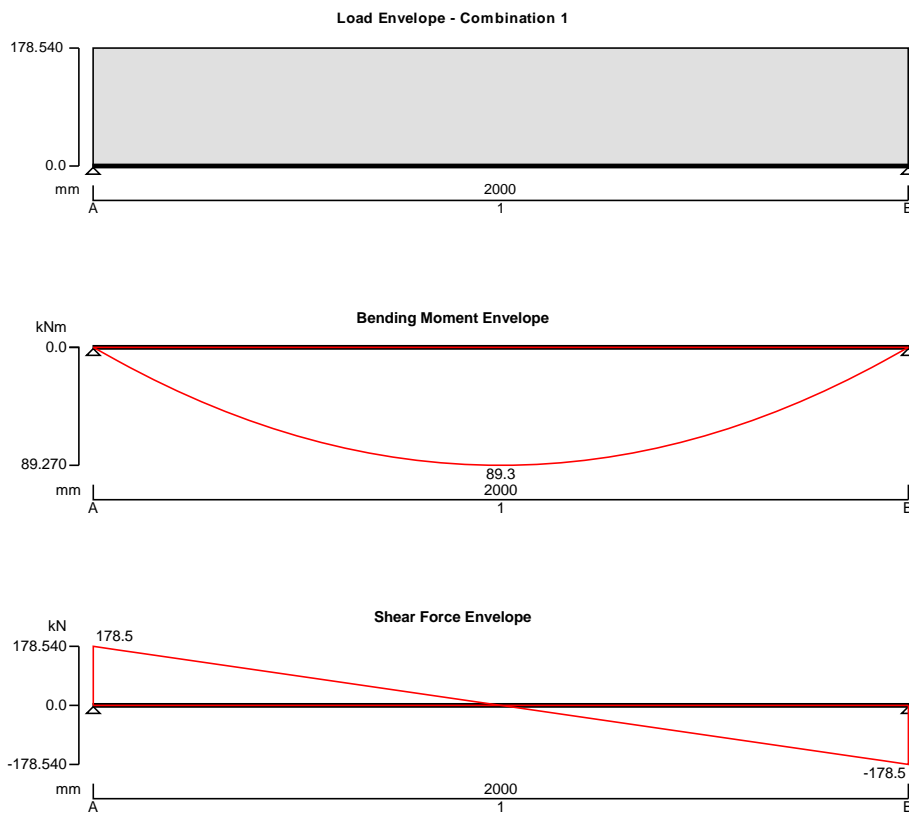 Load Envelope - Combination 1
178.540
0.0
mm 2000
A 1
Bending Moment Envelope
kNm
0.0
89.270
89.3
mm 2000
A 1
Shear Force Envelope
kN
178.540 178.5
0.0
-178.540 -178.5
mm 2000
A 1